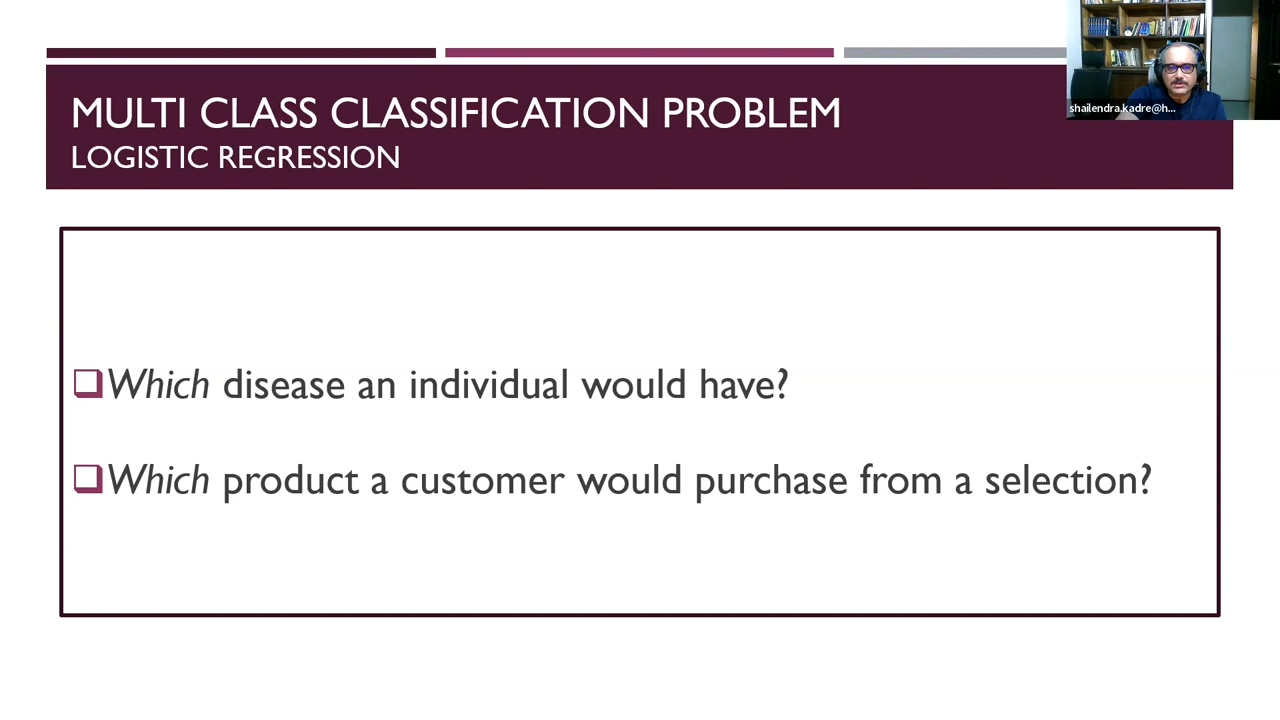 shailendra.kadre@h...
MULTI CLASS CLASSIFICATION PROBLEM
LOGISTIC REGRESSION
Which disease an individual would have?
Which product a customer would purchase from a selection?